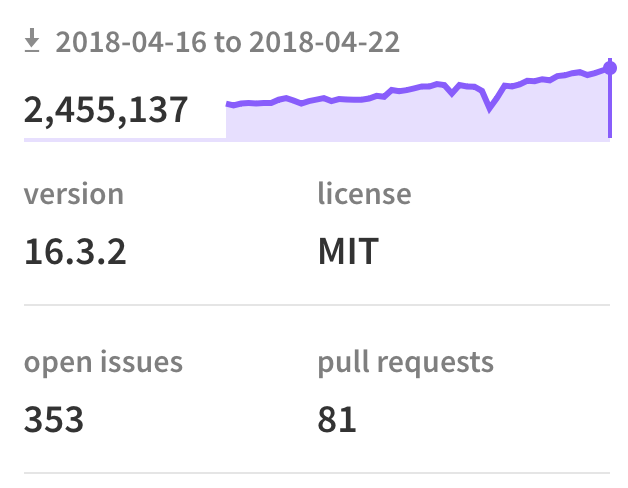 2018-04-16 to 2018-04-22
2,455,137
version license
16.3.2 MIT
open issues pull requests
353 81